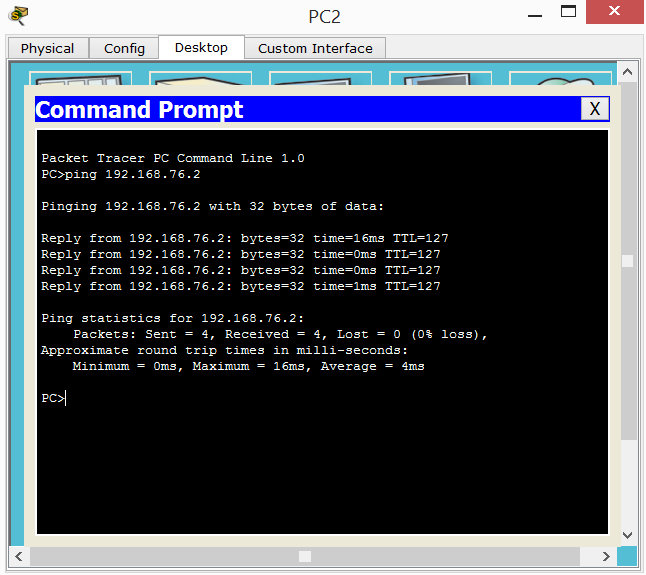 PC2
Physical Config Desktop Custom Interface
Command Prompt X
Packet Tracer PC Command Line 1.0
PC>ping 192.168.76.2
Pinging 192.168.76.2 with 32 bytes of data:
Reply from 192.168.76.2: bytes=32 time=16ms TTL=127
Reply from 192.168.76.2: bytes=32 time=0ms TTL=127
Reply from 192.168.76.2: bytes=32 time=0ms TTL=127
Reply from 192.168.76.2: bytes=32 time=1ms TTL=127
Ping statistics for 192.168.76.2:
Packets: Sent = 4, Received = 4, Lost = 0 (0% loss),
Approximate round trip times in milli-seconds:
Minimum = 0ms, Maximum = 16ms, Average = 4ms
PC>